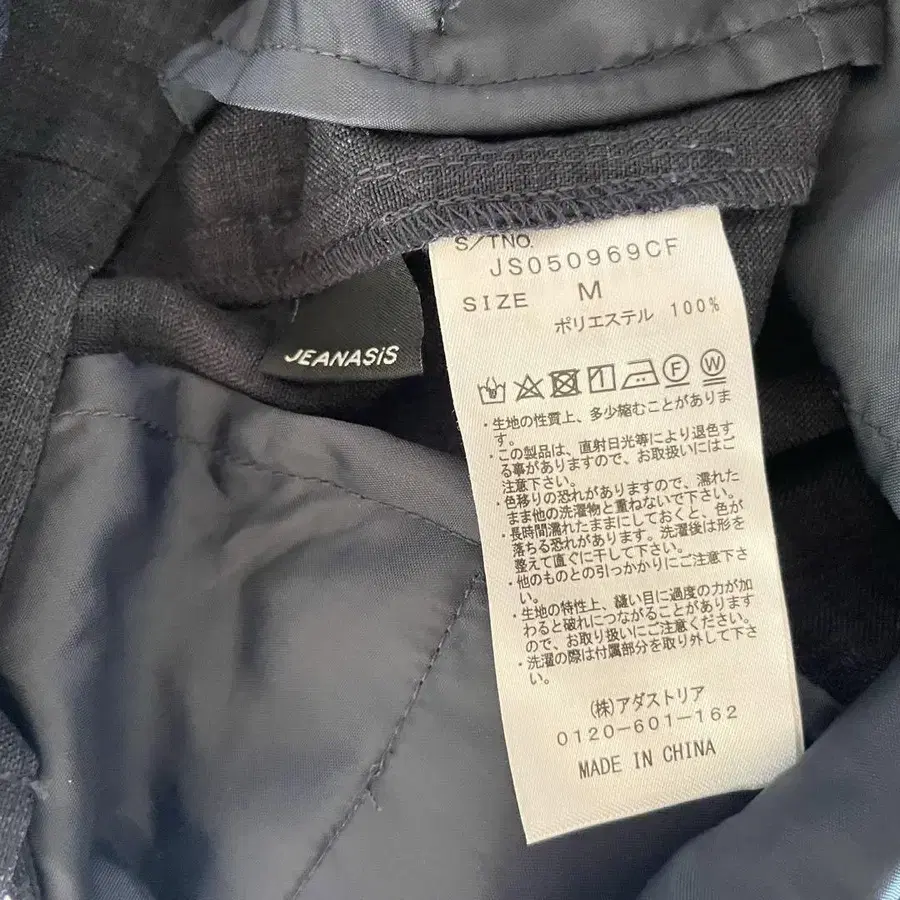 S/TNO.
JS050969CF
SIZE M
ポリエステル 100%
F W
・生地の性質上、多少縮むことがありま
す。
・この製品は、直射日光等により退色す
る事がありますので、お取扱いにはご
注意下さい。
・色移りの恐れがありますので、濡れた
まま他の洗濯物と重ねないで下さい。
・長時間濡れたままにしておくと、色が
落ちる恐れがあります。洗濯後は形を
整えて直ぐに干して下さい。
・他のものとの引っかかりにご注意下さ
い。
・生地の特性上、縫い目に過度の力が加
わると破れにつながることがあります
ので、お取り扱いにご注意ください。
・洗濯の際は付属部分を取り外して下さ
い。
(株)アダストリア
0120-601-162
MADE IN CHINA
JEANASiS